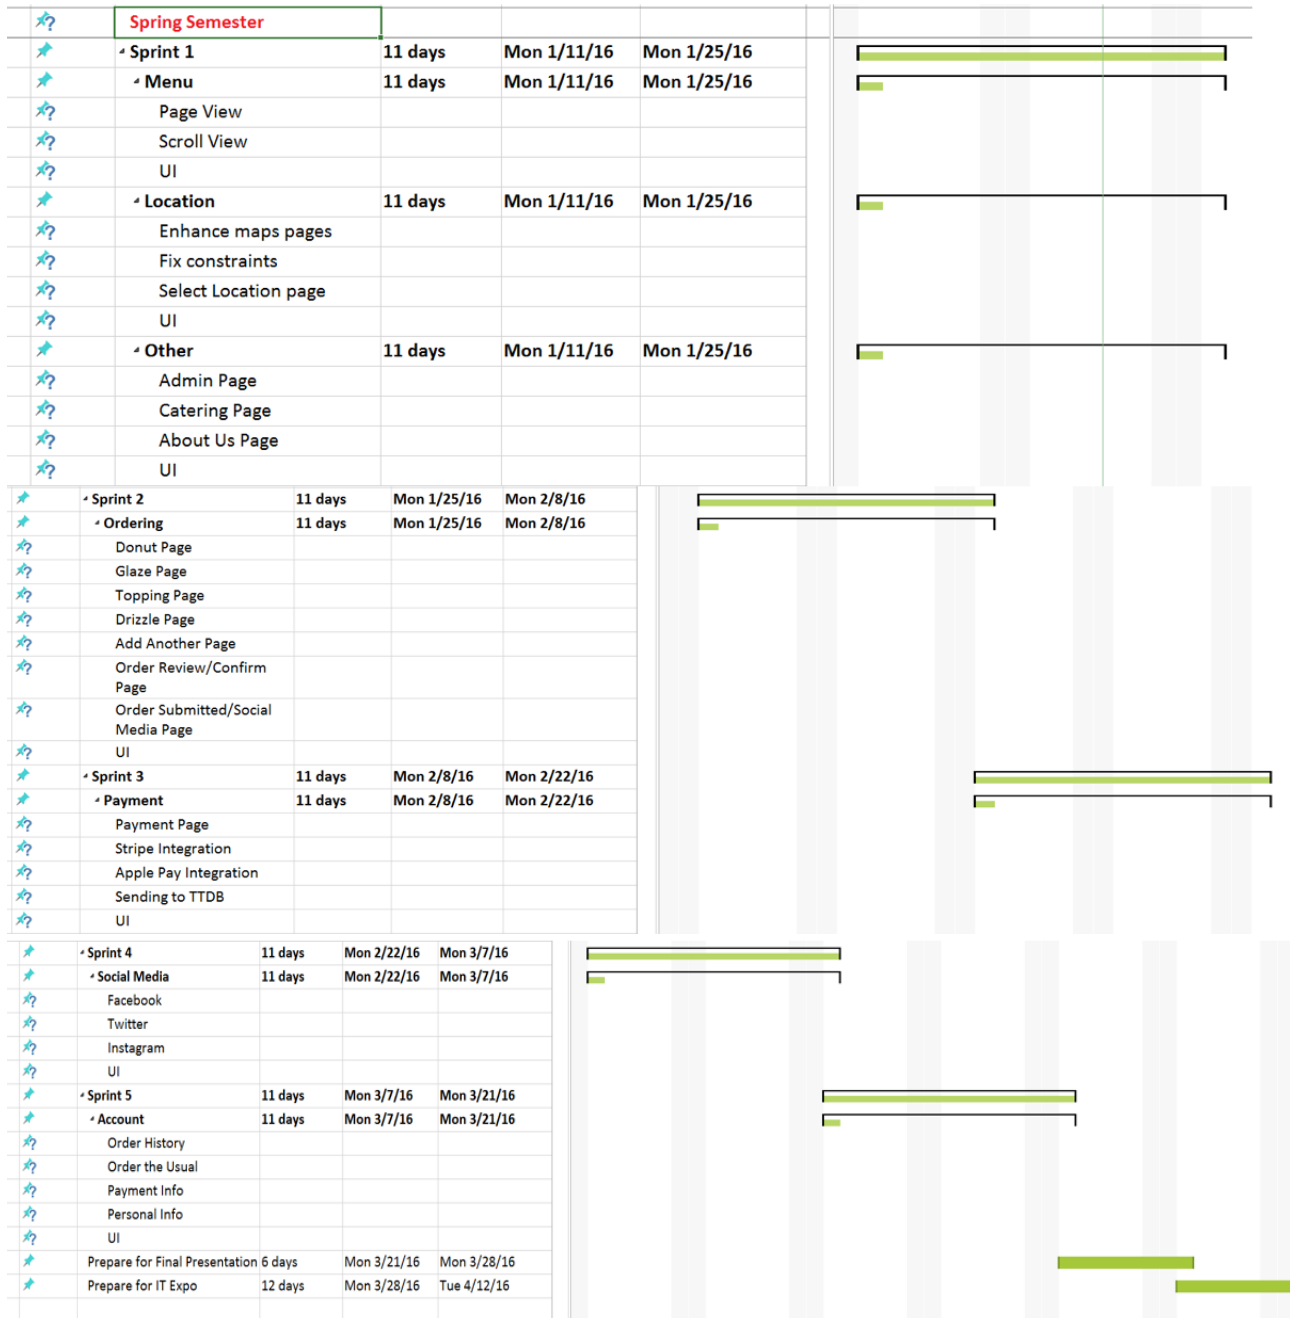 Spring Semester
Sprint 1 11 days Mon 1/11/16 Mon 1/25/16
Menu 11 days Mon 1/11/16 Mon 1/25/16
Page View
Scroll View
UI
Location 11 days Mon 1/11/16 Mon 1/25/16
Enhance maps pages
Fix constraints
Select Location page
UI
Other 11 days Mon 1/11/16 Mon 1/25/16
Admin Page
Catering Page
About Us Page
UI
Sprint 2 11 days Mon 1/25/16 Mon 2/8/16
Ordering 11 days Mon 1/25/16 Mon 2/8/16
Donut Page
Glaze Page
Topping Page
Drizzle Page
Add Another Page
Order Review/Confirm
Page
Order Submitted/Social
Media Page
UI
Sprint 3 11 days Mon 2/8/16 Mon 2/22/16
Payment 11 days Mon 2/8/16 Mon 2/22/16
Payment Page
Stripe Integration
Apple Pay Integration
Sending to TTDB
UI
Sprint 4 11 days Mon 2/22/16 Mon 3/7/16
Social Media 11 days Mon 2/22/16 Mon 3/7/16
Facebook
Twitter
Instagram
UI
Sprint 5 11 days Mon 3/7/16 Mon 3/21/16
Account 11 days Mon 3/7/16 Mon 3/21/16
Order History
Order the Usual
Payment Info
Personal Info
UI
Prepare for Final Presentation 6 days Mon 3/21/16 Mon 3/28/16
Prepare for IT Expo 12 days Mon 3/28/16 Tue 4/12/16